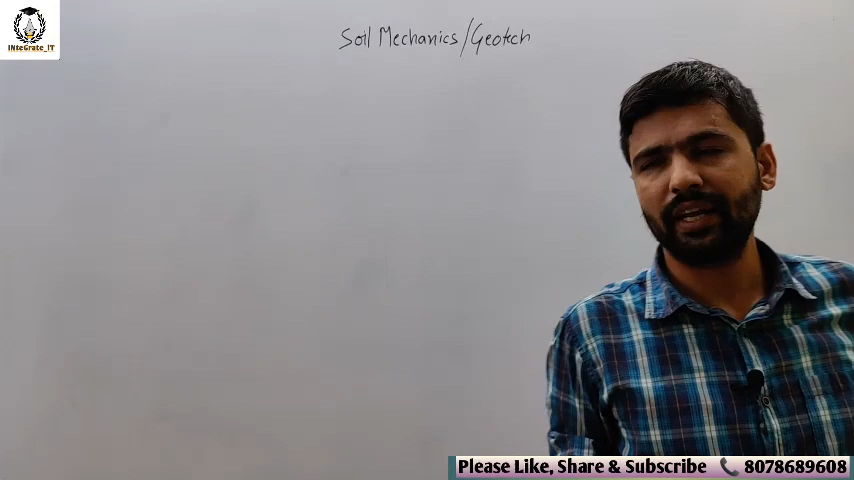 INteGrate_IT
Soil Mechanics/Geotech
Please Like, Share & Subscribe 8078689608